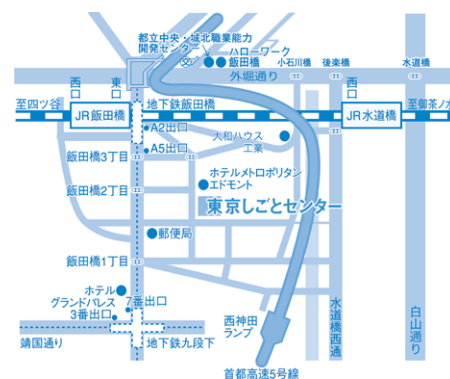 都立中央・城北職業能力
開発センター
ハローワーク
飯田橋
小石川橋
後楽橋
水道橋
外堀通り
西口
東口
西口
至四ツ谷
JR飯田橋
地下鉄飯田橋
JR水道橋
至御茶ノ水
A2出口
大和ハウス
工業
A5出口
飯田橋3丁目
ホテルメトロポリタン
エドモント
飯田橋2丁目
東京しごとセンター
郵便局
飯田橋1丁目
ホテル
グランドパレス
7番出口
3番出口
西神田
ランプ
水道橋西通り
白山通り
靖国通り
地下鉄九段下
首都高速5号線